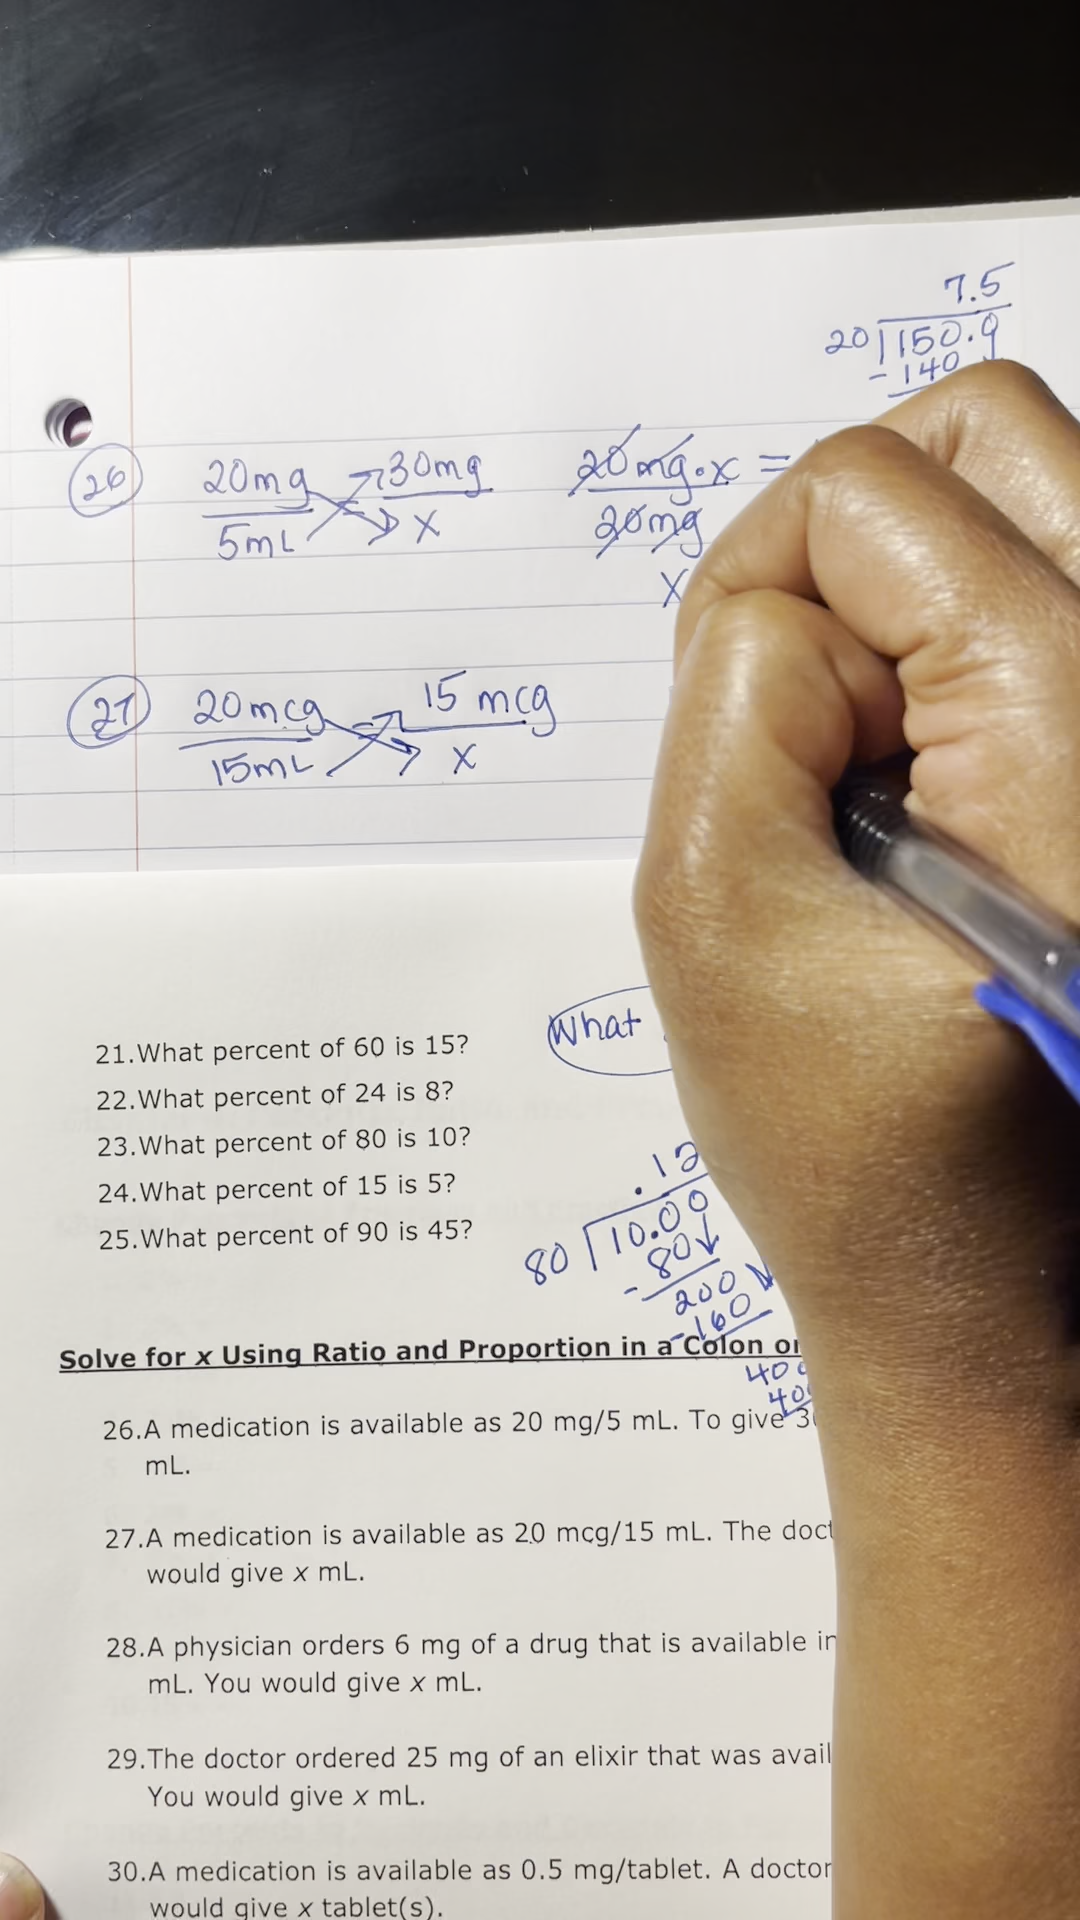 7.5
20 150.0
- 140
26 20mg 30mg 20mg·x =
5mL X 20mg
X
27 20mcg 15 mcg
15mL X
21.What percent of 60 is 15? What
22.What percent of 24 is 8?
23.What percent of 80 is 10?
24.What percent of 15 is 5?
25.What percent of 90 is 45?
.12
80 10.00
- 80
200
-160
Solve for x Using Ratio and Proportion in a Colon or
400
400
26.A medication is available as 20 mg/5 mL. To give
mL.
27.A medication is available as 20 mcg/15 mL. The
would give x mL.
28.A physician orders 6 mg of a drug that is available in
mL. You would give x mL.
29.The doctor ordered 25 mg of an elixir that was
You would give x mL.
30.A medication is available as 0.5 mg/tablet. A doctor
would give x tablet(s).